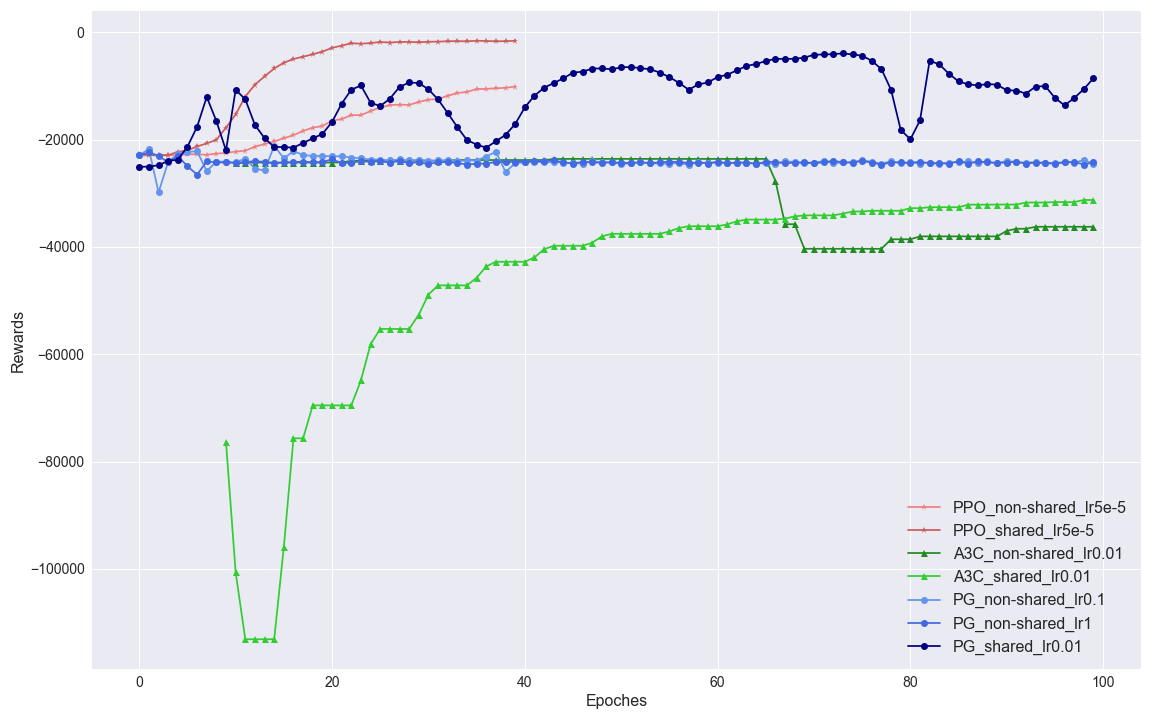 0
−20000
−40000
−60000
−80000
−100000
Rewards
0 20 40 60 80 100
Epoches
PPO_non-shared_lr5e-5
PPO_shared_lr5e-5
A3C_non-shared_lr0.01
A3C_shared_lr0.01
PG_non-shared_lr0.1
PG_non-shared_lr1
PG_shared_lr0.01